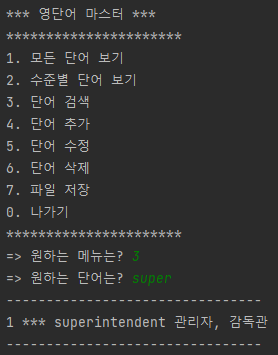 *** 영단어 마스터 ***
**********************
1. 모든 단어 보기
2. 수준별 단어 보기
3. 단어 검색
4. 단어 추가
5. 단어 수정
6. 단어 삭제
7. 파일 저장
0. 나가기
**********************
=> 원하는 메뉴는? 3
=> 원하는 단어는? super
--------------------------------
1 *** superintendent 관리자, 감독관
--------------------------------